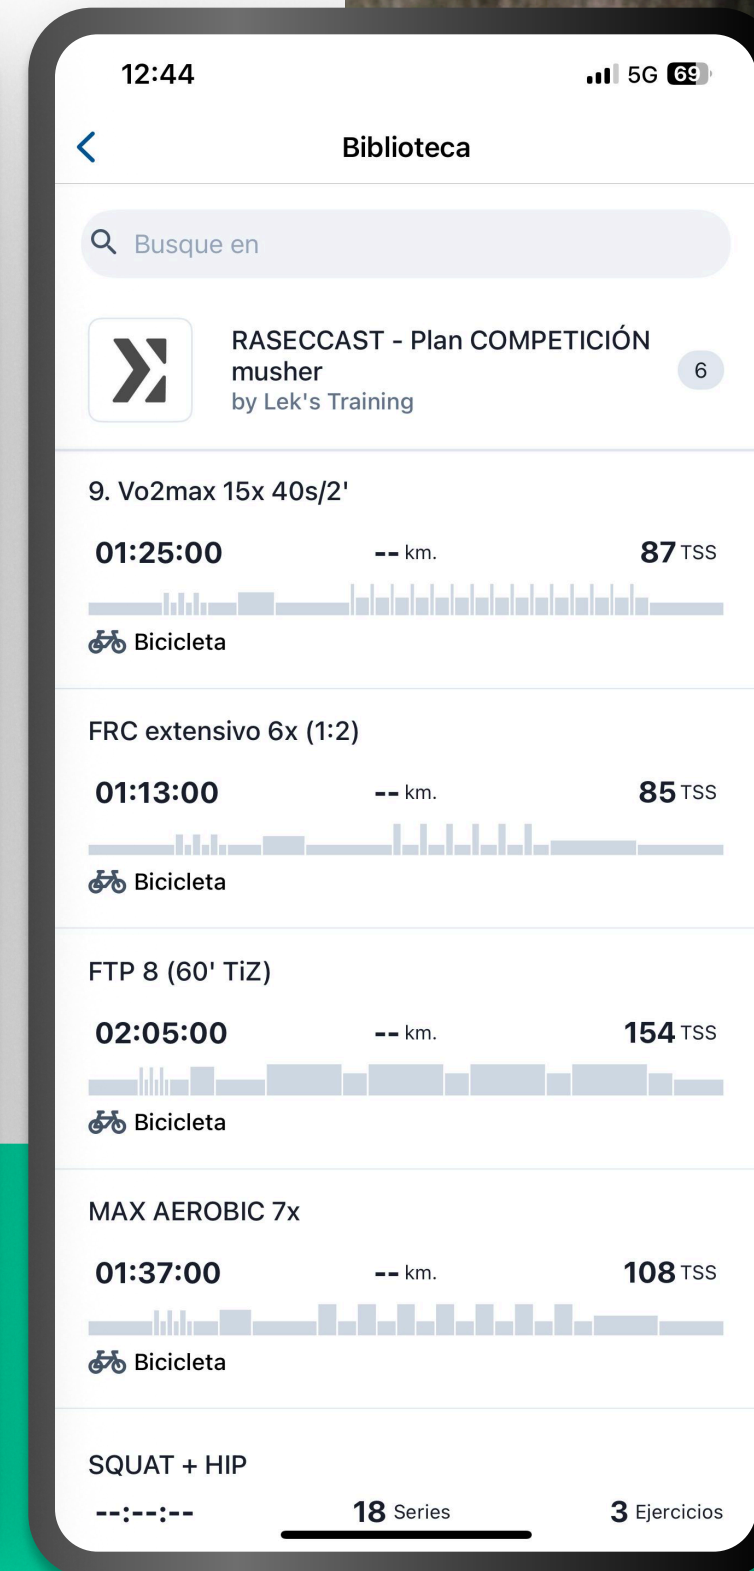 12:44
5G 69
Biblioteca
Busque en
RASECCAST - Plan COMPETICIÓN
musher
6
by Lek's Training
9. Vo2max 15x 40s/2'
01:25:00 -- km. 87 TSS
Bicicleta
FRC extensivo 6x (1:2)
01:13:00 -- km. 85 TSS
Bicicleta
FTP 8 (60' TiZ)
02:05:00 -- km. 154 TSS
Bicicleta
MAX AEROBIC 7x
01:37:00 -- km. 108 TSS
Bicicleta
SQUAT + HIP
--:--:-- 18 Series 3 Ejercicios